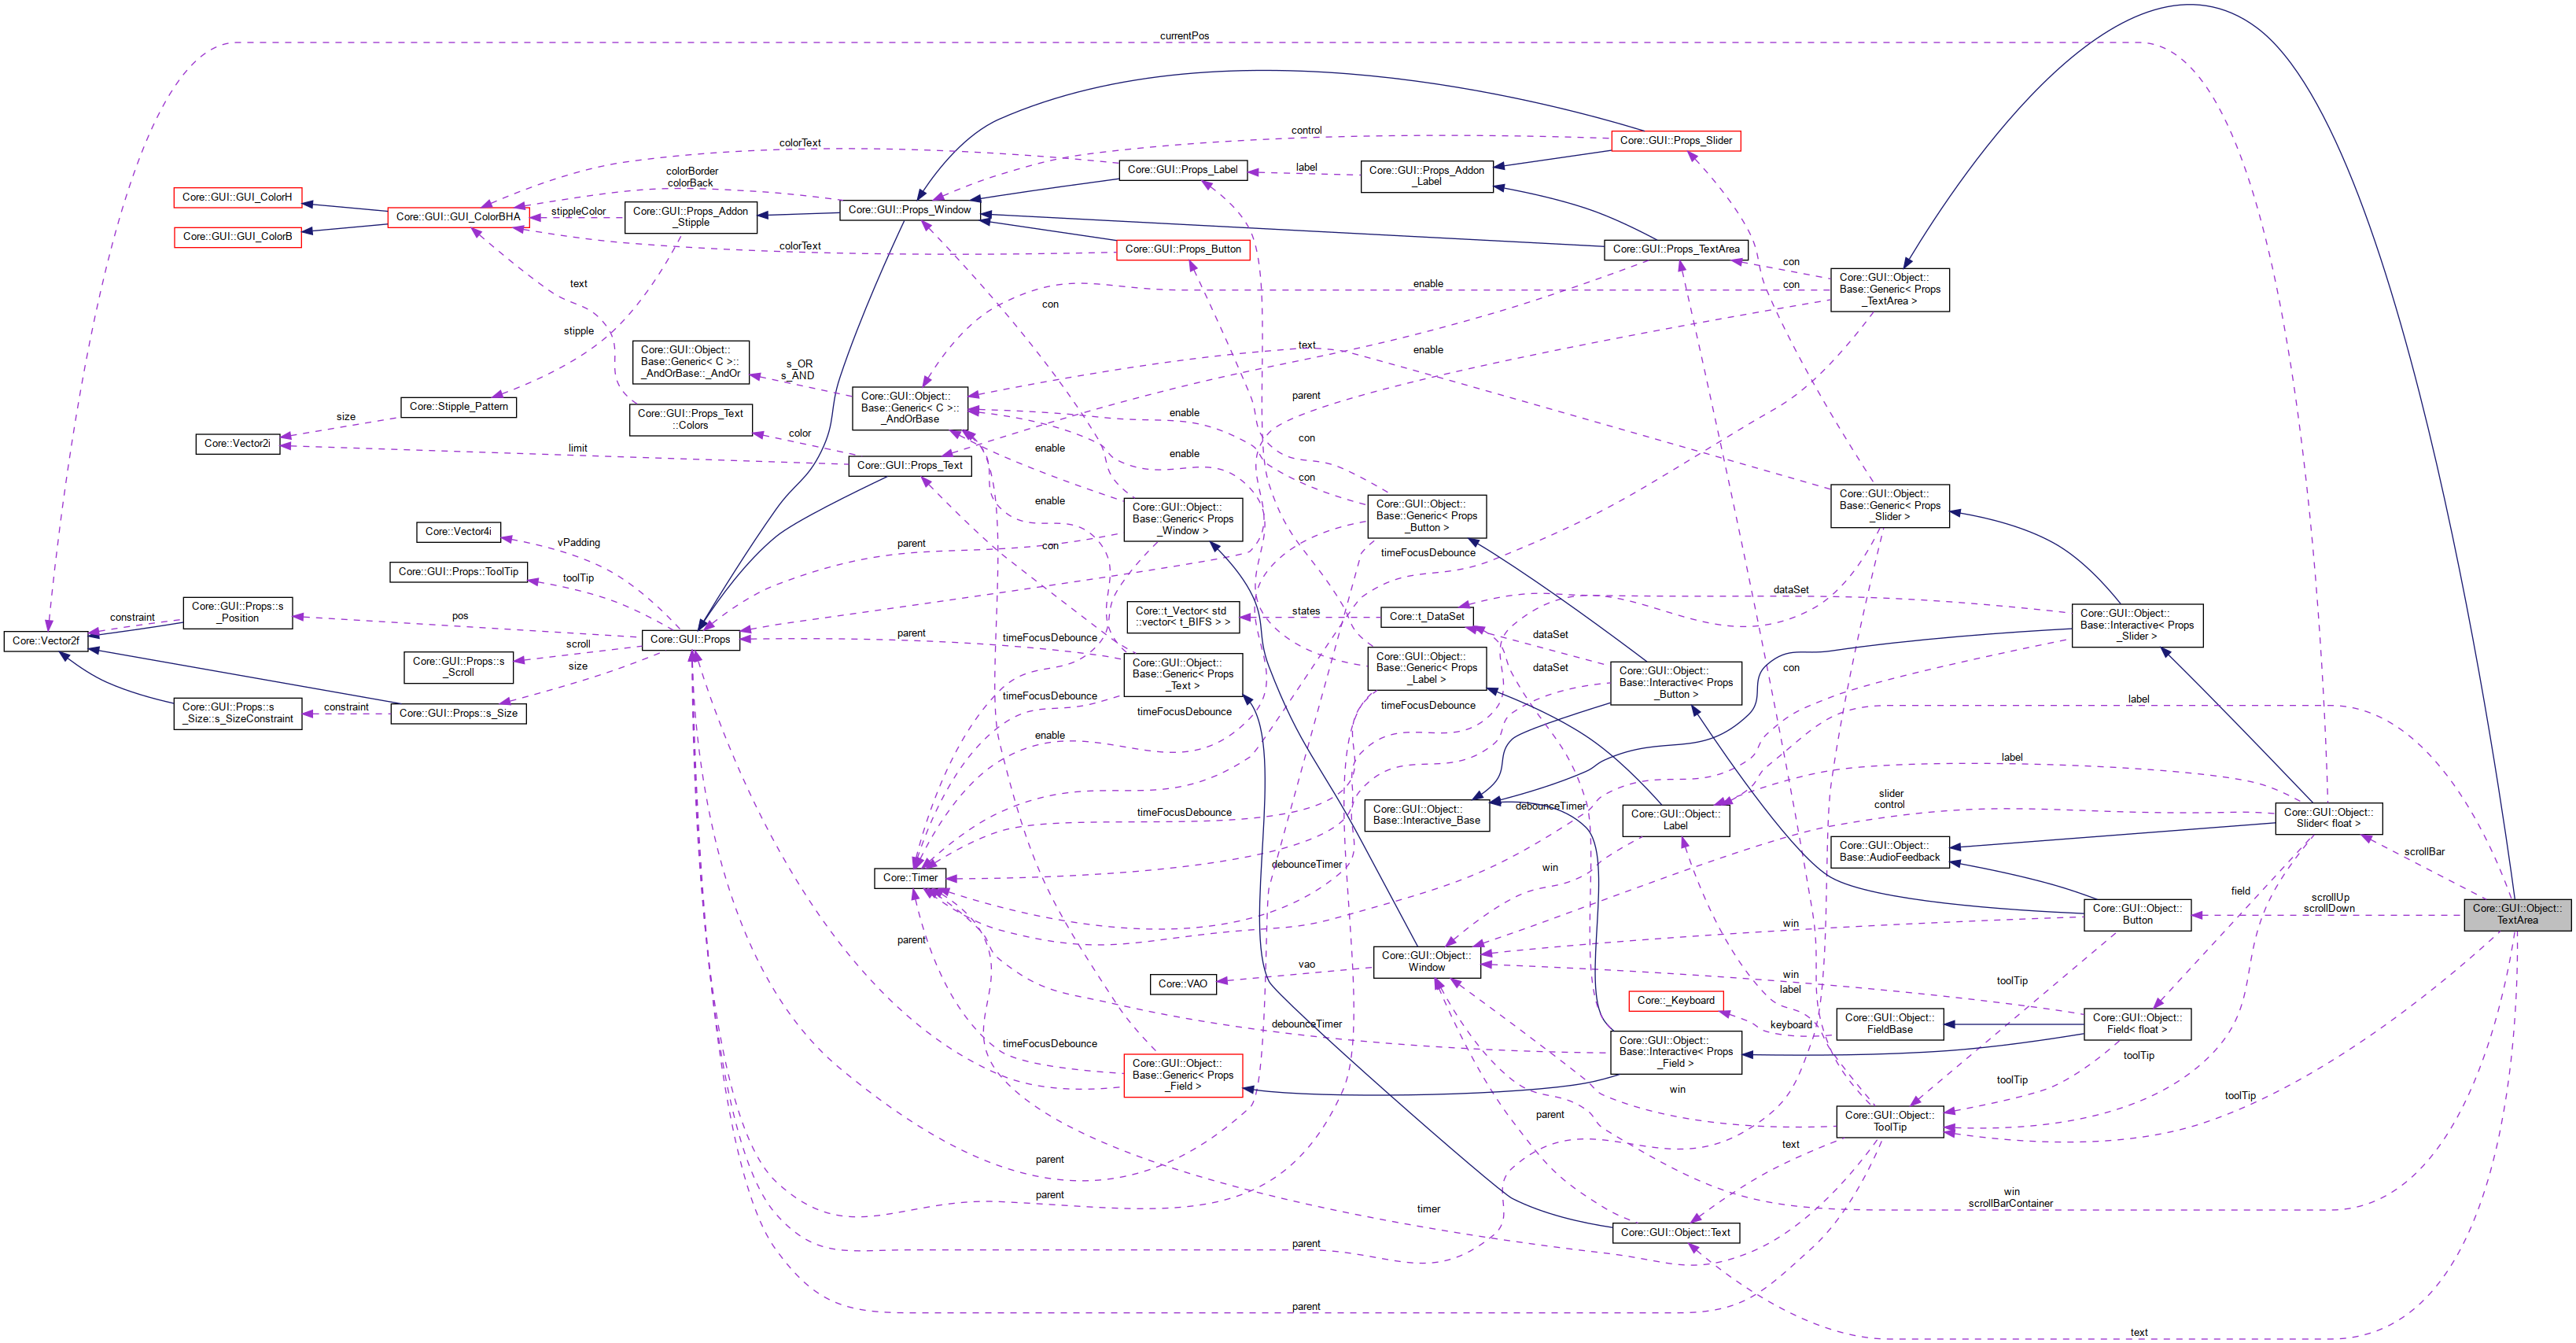 currentPos
control
Core::GUI::Props_Slider
colorText
Core::GUI::Props_Label
label
Core::GUI::Props_Addon
_Label
colorBorder
colorBack
Core::GUI::GUI_ColorH
Core::GUI::GUI_ColorBHA
stippleColor
Core::GUI::Props_Addon
_Stipple
Core::GUI::Props_Window
Core::GUI::GUI_ColorB
colorText
Core::GUI::Props_Button
Core::GUI::Props_TextArea
con
con
Core::GUI::Object::
Base::Generic< Props
_TextArea >
text
enable
con
stipple
Core::GUI::Object::
Base::Generic< C >::
_AndOrBase::_AndOr
s_OR
s_AND
text
enable
Core::GUI::Object::
Base::Generic< C >::
_AndOrBase
parent
Core::Stipple_Pattern
size
Core::GUI::Props_Text
::Colors
color
enable
Core::Vector2i
limit
Core::GUI::Props_Text
enable
enable
con
con
enable
Core::GUI::Object::
Base::Generic< Props
_Window >
Core::GUI::Object::
Base::Generic< Props
_Button >
Core::GUI::Object::
Base::Generic< Props
_Slider >
Core::Vector4i
vPadding
parent
con
timeFocusDebounce
Core::GUI::Props::ToolTip
toolTip
dataSet
Core::GUI::Props::s
_Position
constraint
pos
Core::t_Vector< std
::vector< t_BIFS > >
states
Core::t_DataSet
Core::GUI::Object::
Base::Interactive< Props
_Slider >
Core::Vector2f
Core::GUI::Props
parent
timeFocusDebounce
dataSet
scroll
Core::GUI::Props::s
_Scroll
size
Core::GUI::Object::
Base::Generic< Props
_Text >
Core::GUI::Object::
Base::Generic< Props
_Label >
dataSet
Core::GUI::Object::
Base::Interactive< Props
_Button >
con
Core::GUI::Props::s
_Size::s_SizeConstraint
constraint
Core::GUI::Props::s_Size
timeFocusDebounce
timeFocusDebounce
timeFocusDebounce
label
enable
label
slider
control
timeFocusDebounce
Core::GUI::Object::
Base::Interactive_Base
debounceTimer
Core::GUI::Object::
Label
Core::GUI::Object::
Slider< float >
Core::GUI::Object::
Base::AudioFeedback
scrollBar
Core::Timer
debounceTimer
win
field
scrollUp
scrollDown
Core::GUI::Object::
Button
Core::GUI::Object::
TextArea
parent
win
Core::VAO
vao
Core::GUI::Object::
Window
win
label
toolTip
Core::_Keyboard
keyboard
Core::GUI::Object::
FieldBase
Core::GUI::Object::
Field< float >
debounceTimer
timeFocusDebounce
Core::GUI::Object::
Base::Generic< Props
_Field >
Core::GUI::Object::
Base::Interactive< Props
_Field >
toolTip
toolTip
win
toolTip
parent
Core::GUI::Object::
ToolTip
text
parent
parent
win
scrollBarContainer
timer
Core::GUI::Object::Text
parent
parent
text